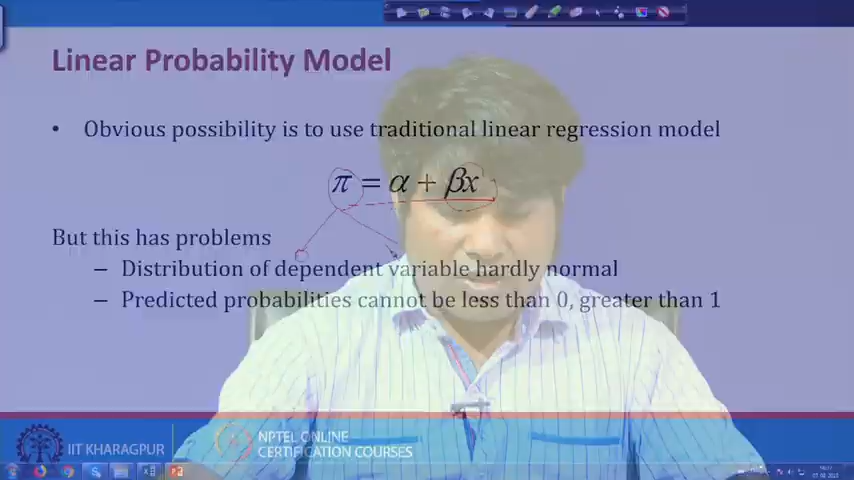 Linear Probability Model
• Obvious possibility is to use traditional linear regression model
π = α + βx
But this has problems
– Distribution of dependent variable hardly normal
– Predicted probabilities cannot be less than 0, greater than 1
IIT KHARAGPUR
NPTEL ONLINE
CERTIFICATION COURSES